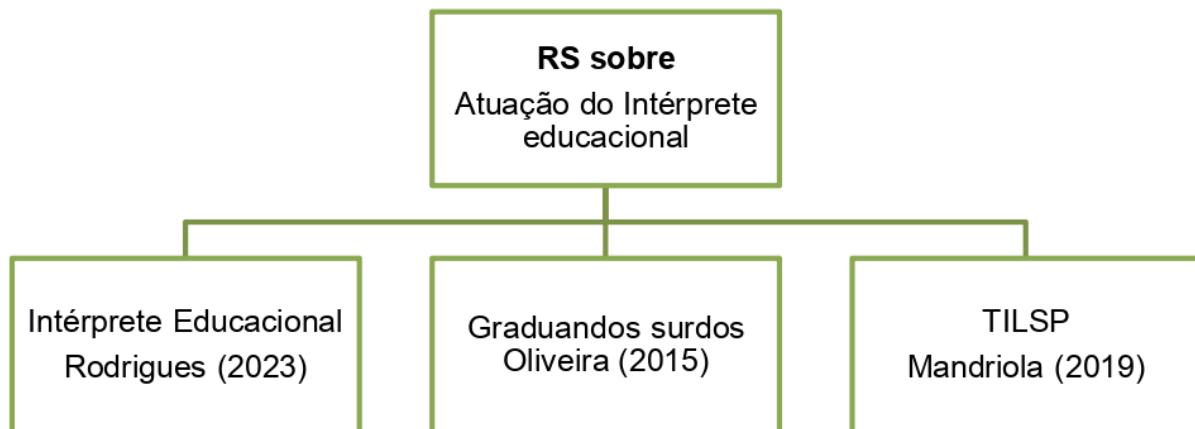 RS sobre
Atuação do Intérprete
educacional
Intérprete Educacional
Rodrigues (2023)
Graduandos surdos
Oliveira (2015)
TILSP
Mandriola (2019)